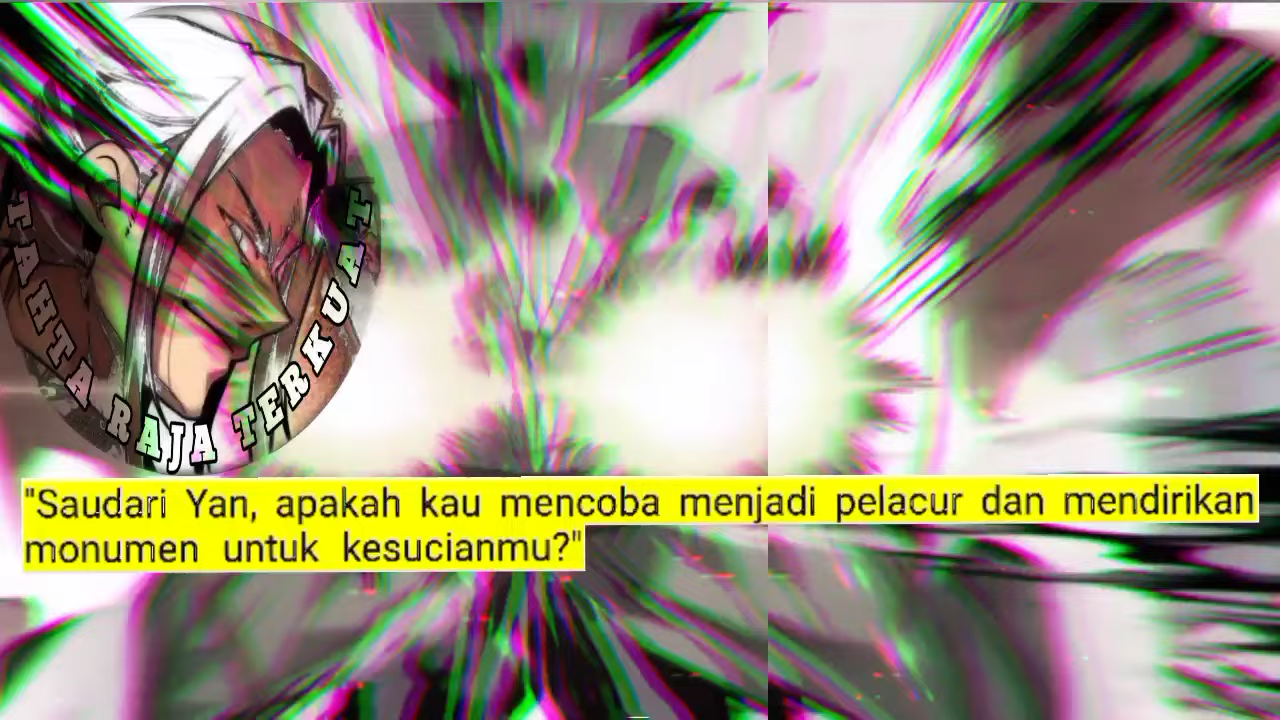 TAHTA RAJA TERKUAT
"Saudari Yan, apakah kau mencoba menjadi pelacur dan mendirikan
monumen untuk kesucianmu?"